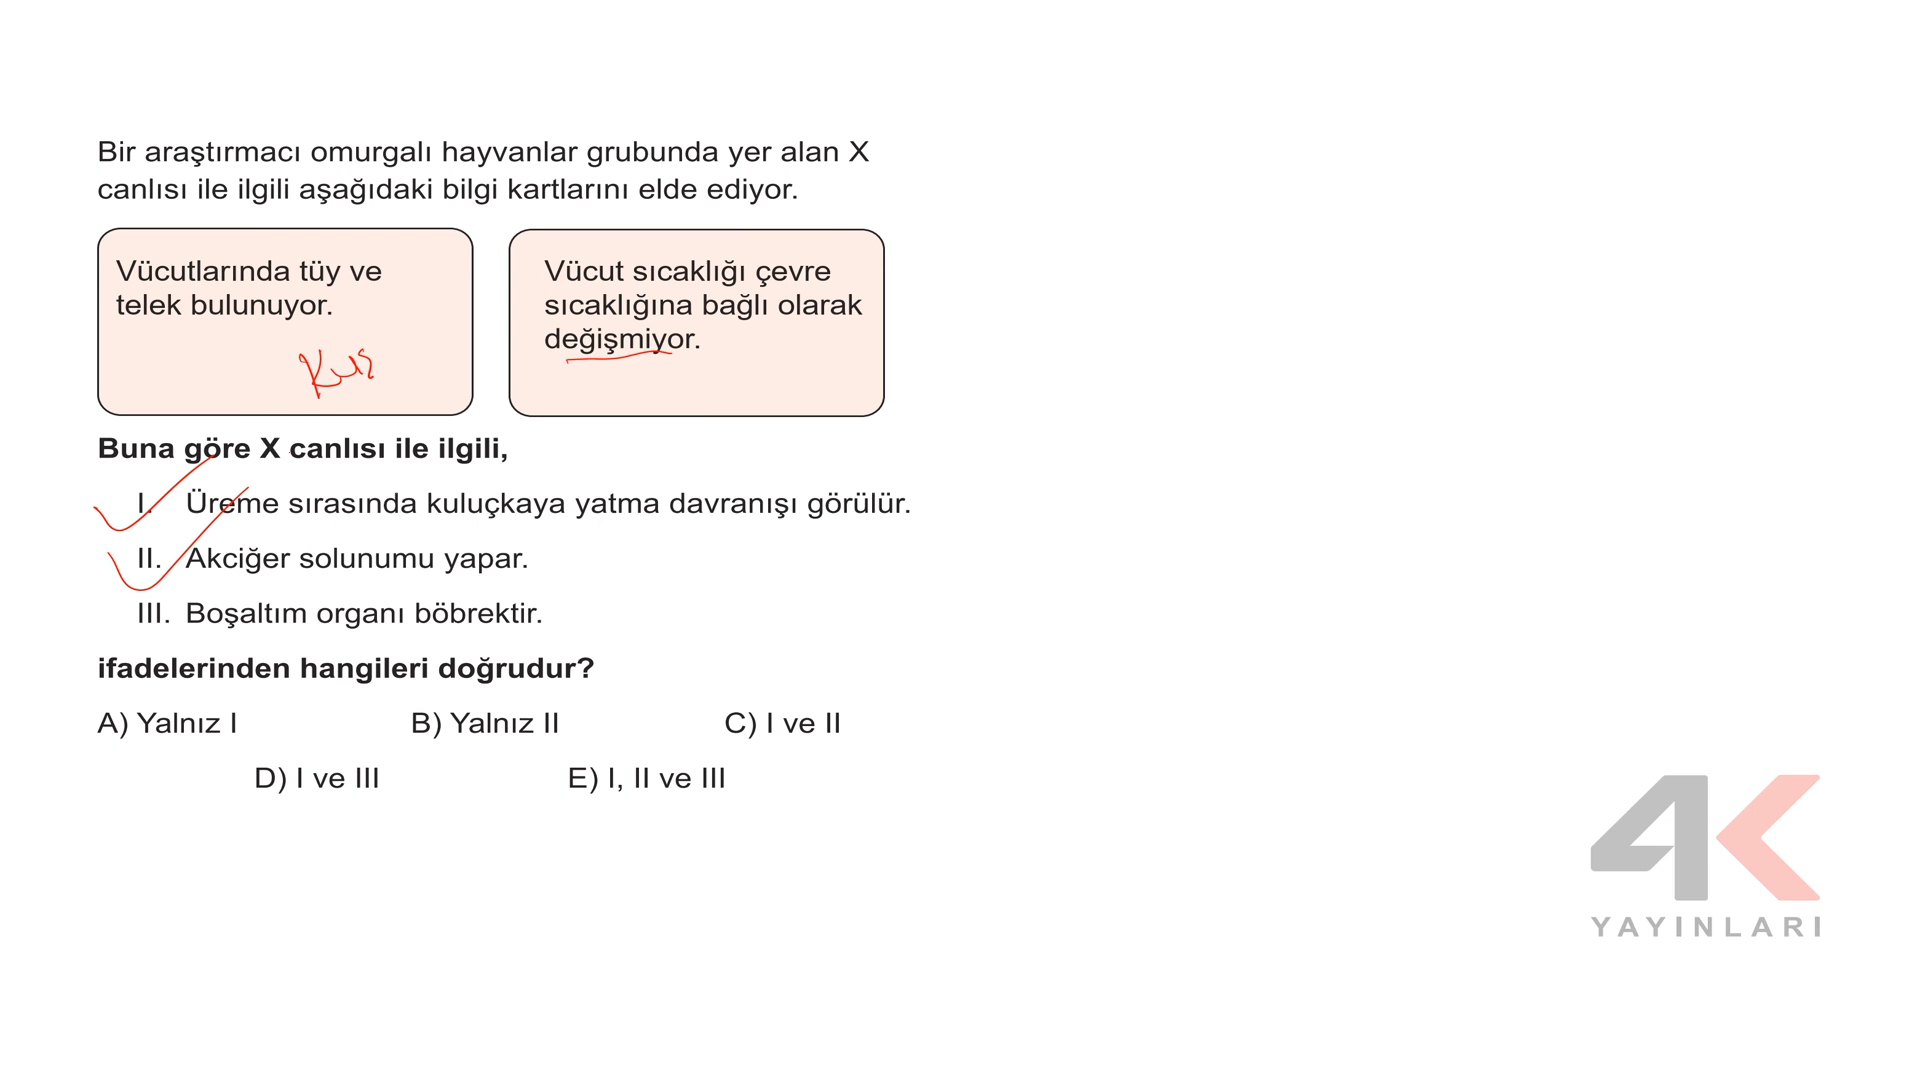 Bir araştırmacı omurgalı hayvanlar grubunda yer alan X
canlısı ile ilgili aşağıdaki bilgi kartlarını elde ediyor.
Vücutlarında tüy ve
telek bulunuyor.
Kuş
Vücut sıcaklığı çevre
sıcaklığına bağlı olarak
değişmiyor.
Buna göre X canlısı ile ilgili,
I. Üreme sırasında kuluçkaya yatma davranışı görülür.
II. Akciğer solunumu yapar.
III. Boşaltım organı böbrektir.
ifadelerinden hangileri doğrudur?
A) Yalnız I B) Yalnız II C) I ve II
D) I ve III E) I, II ve III
4K
YAYINLARI